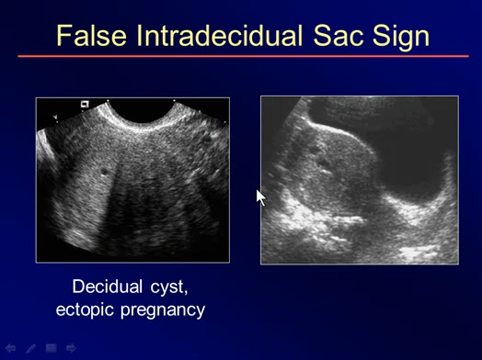 False Intradecidual Sac Sign
Decidual cyst,
ectopic pregnancy